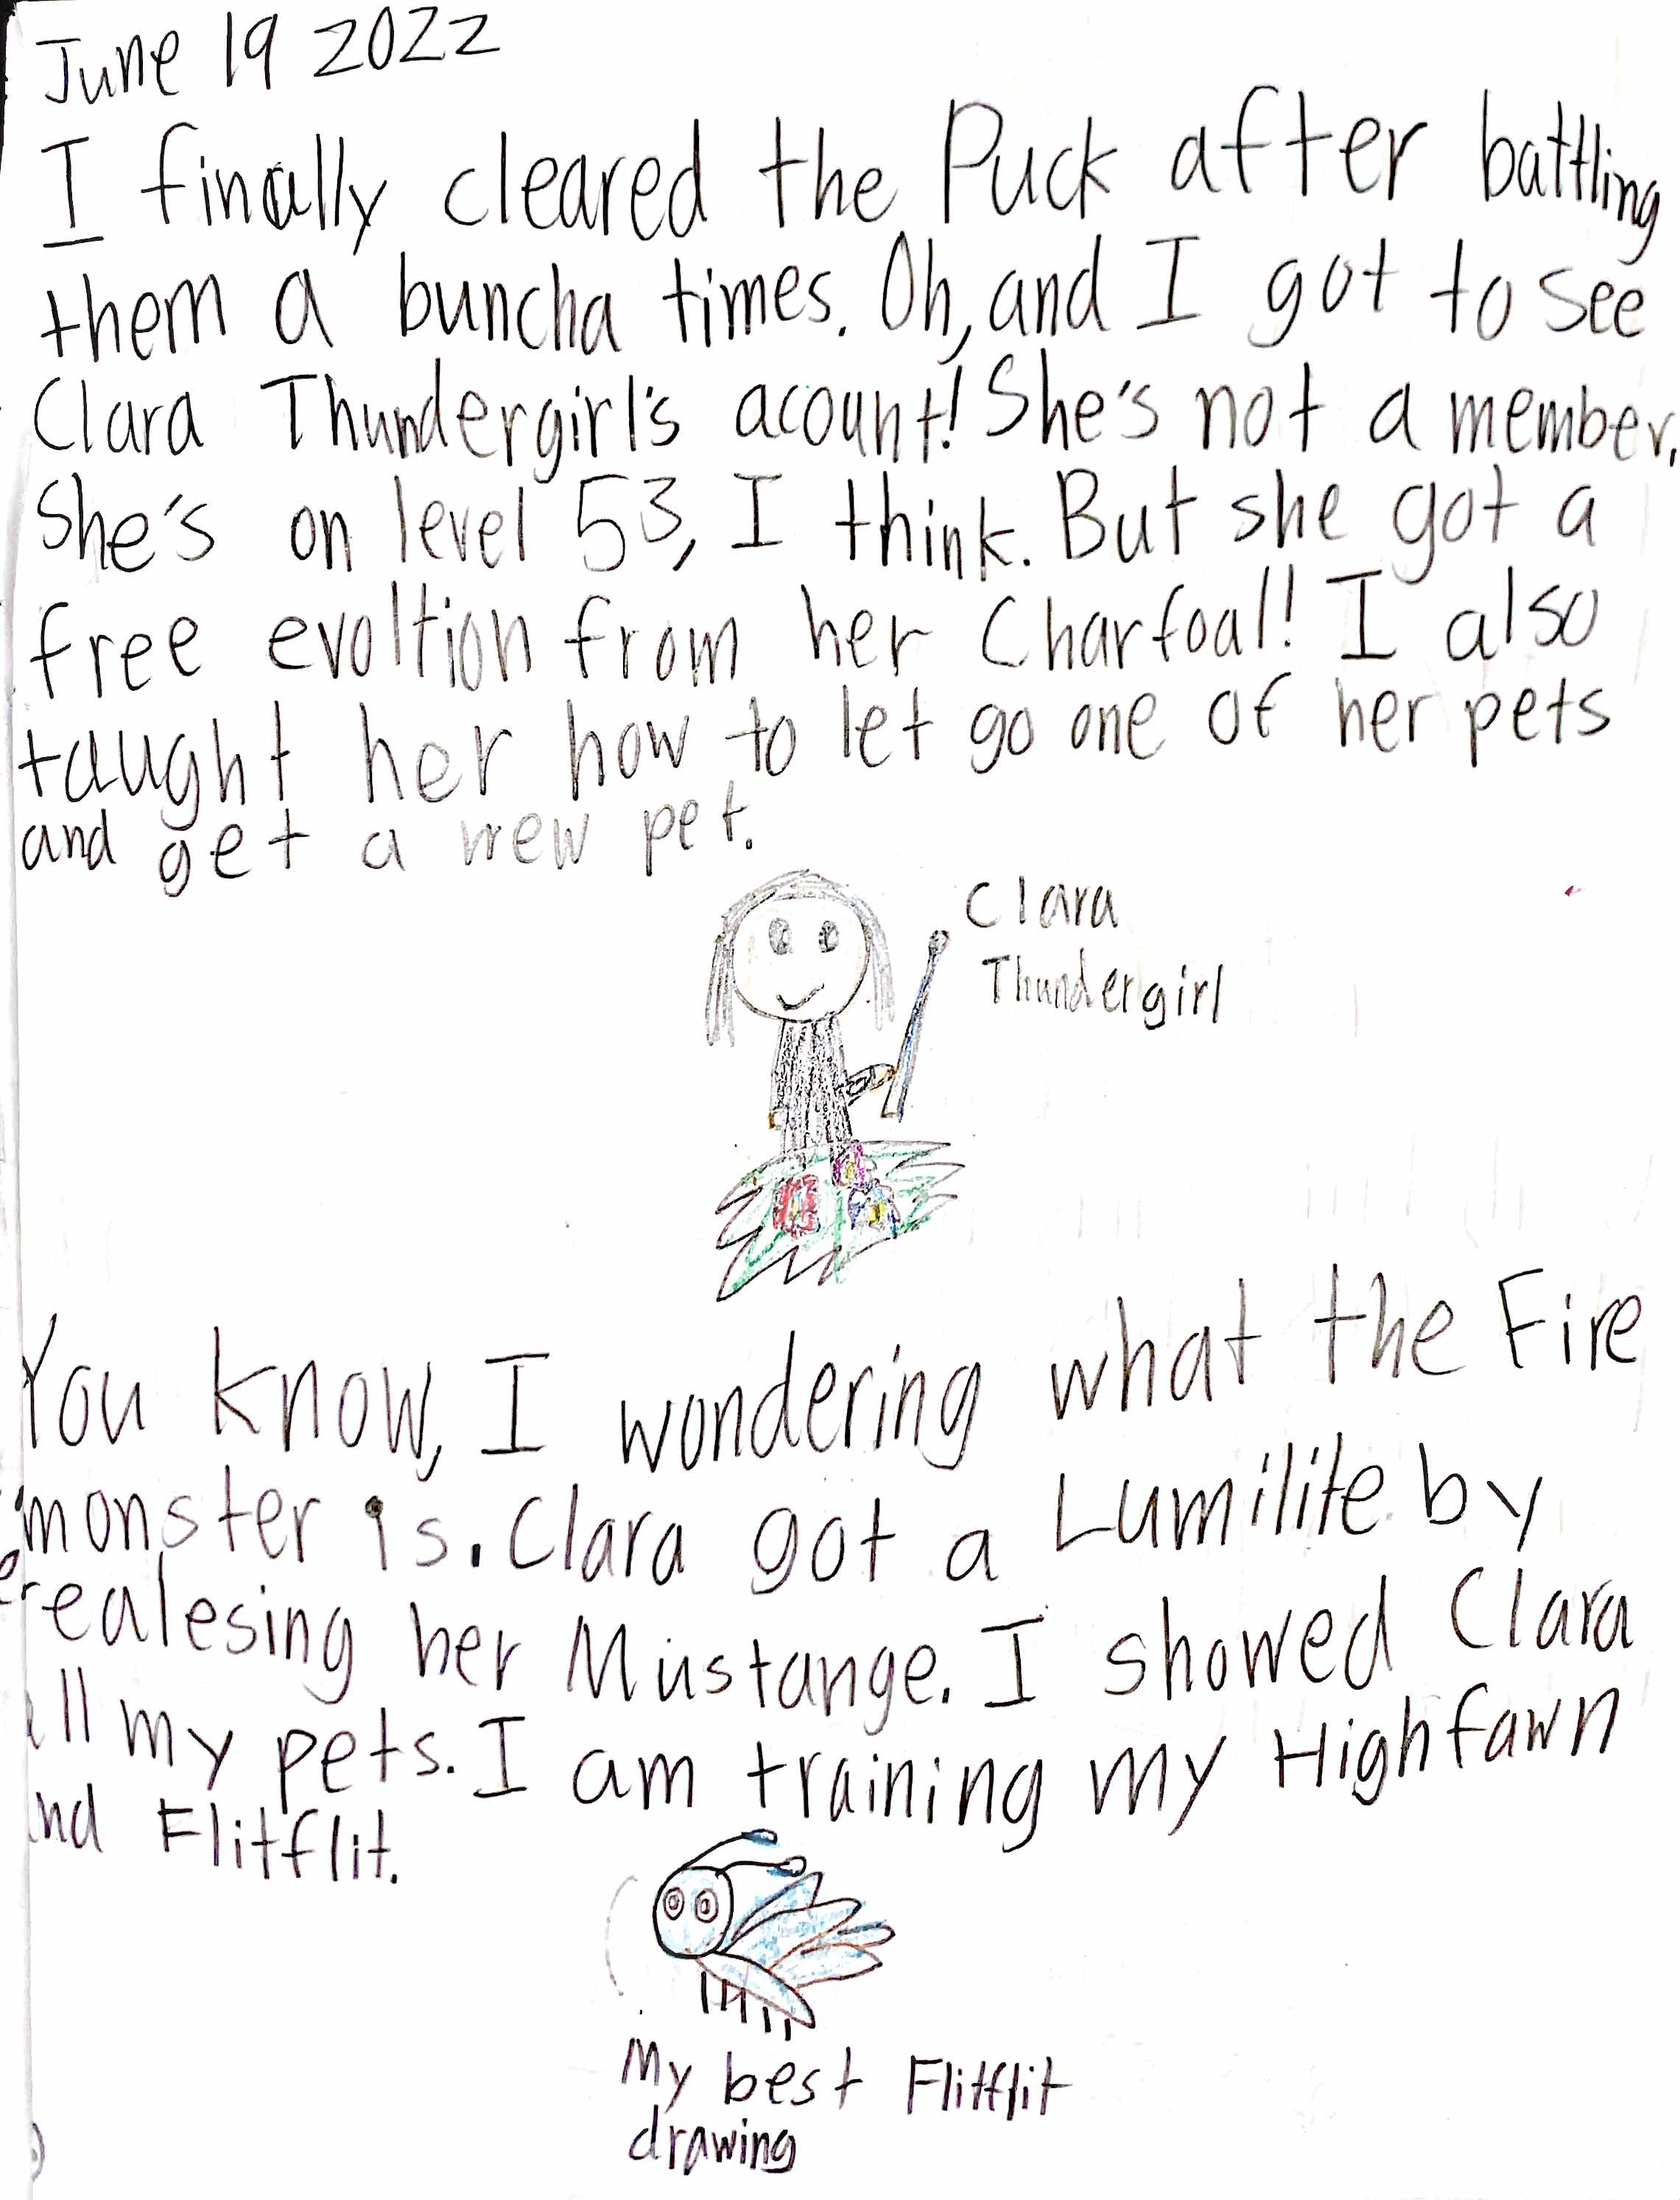 June 19 2022
I finally cleared the Puck after battling
them a buncha times. Oh, and I got to see
Clara Thundergirl's acount! She's not a member.
She's on level 53, I think. But she got a
free evoltion from her Charfoal! I also
taught her how to let go one of her pets
and get a new pet.
Clara
Thundergirl
You know, I wondering what the Fire
monster is. Clara got a Lumilite by
realesing her Mustange. I showed Clara
all my pets. I am training my Highfawn
and Flitflit.
My best Flitflit
drawing